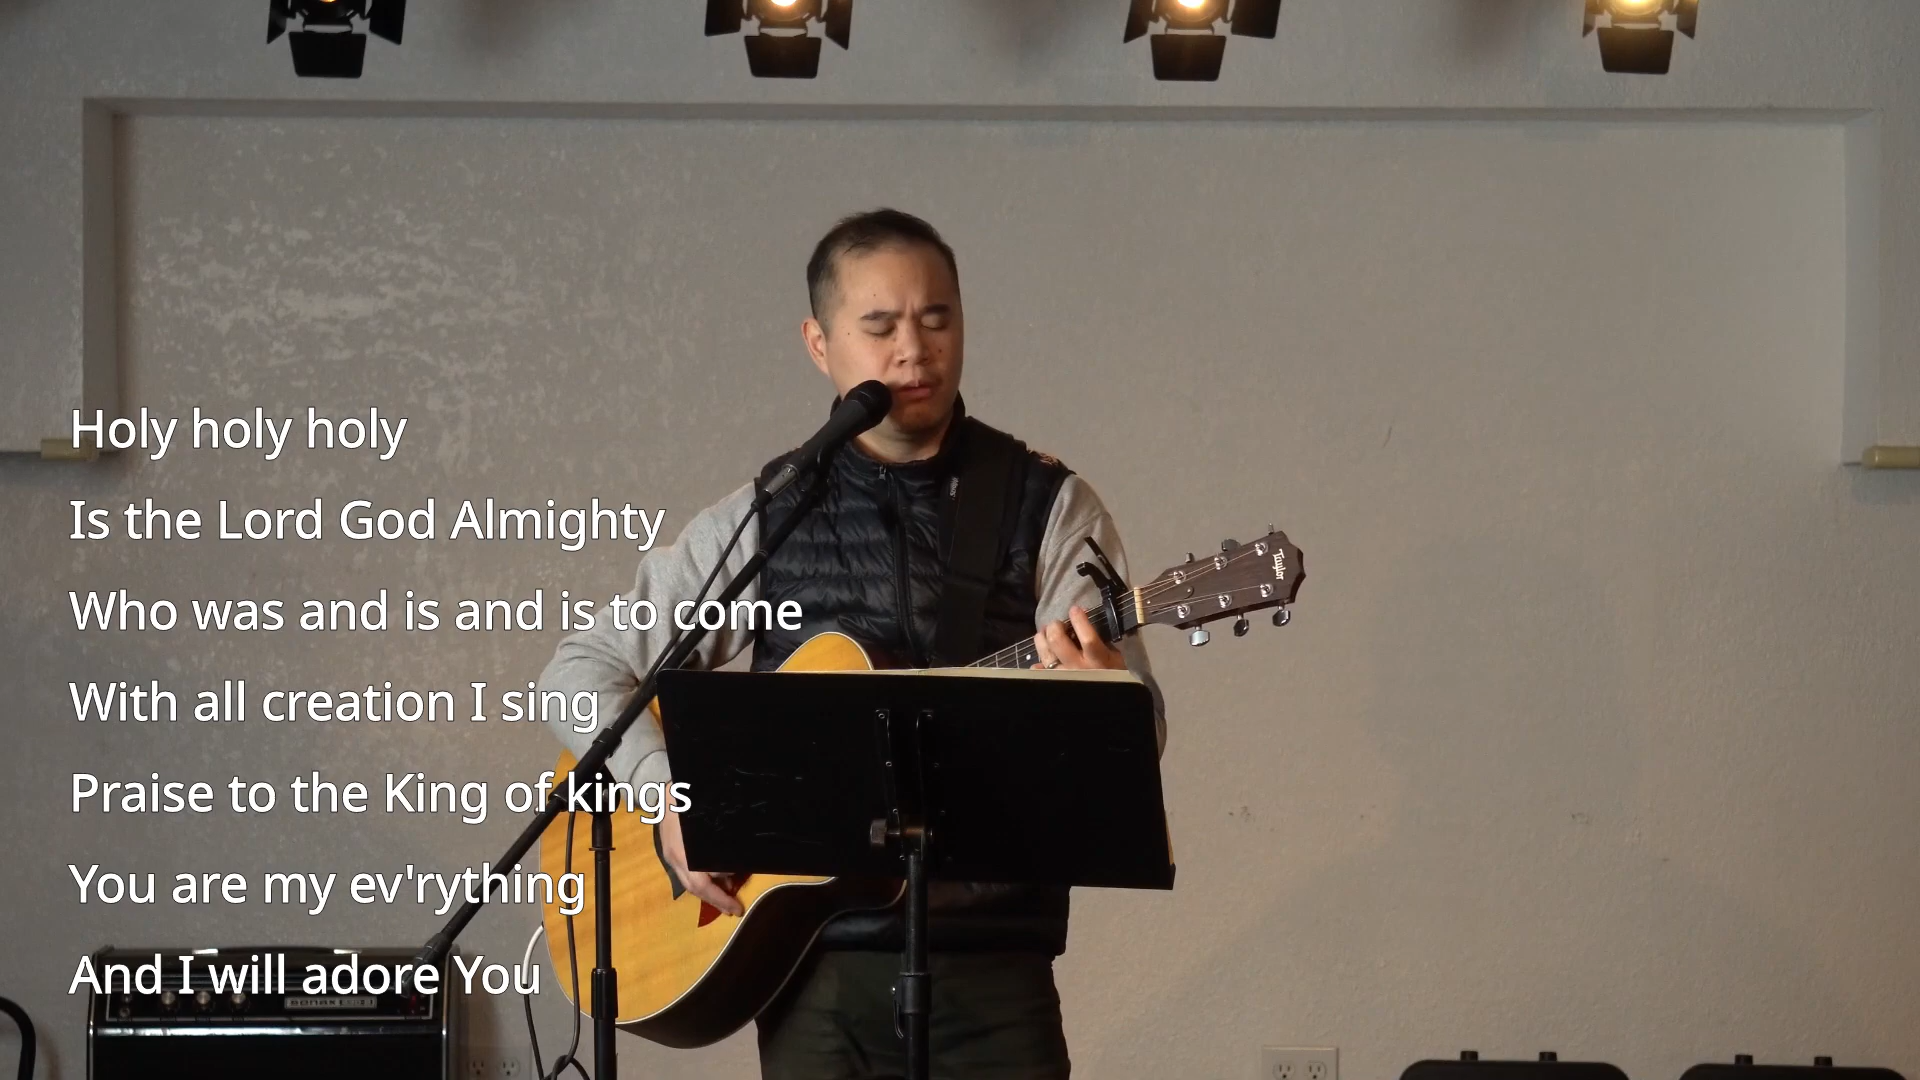 Holy holy holy
Is the Lord God Almighty
Who was and is and is to come
With all creation I sing
Praise to the King of kings
You are my ev'rything
And I will adore You
Taylor